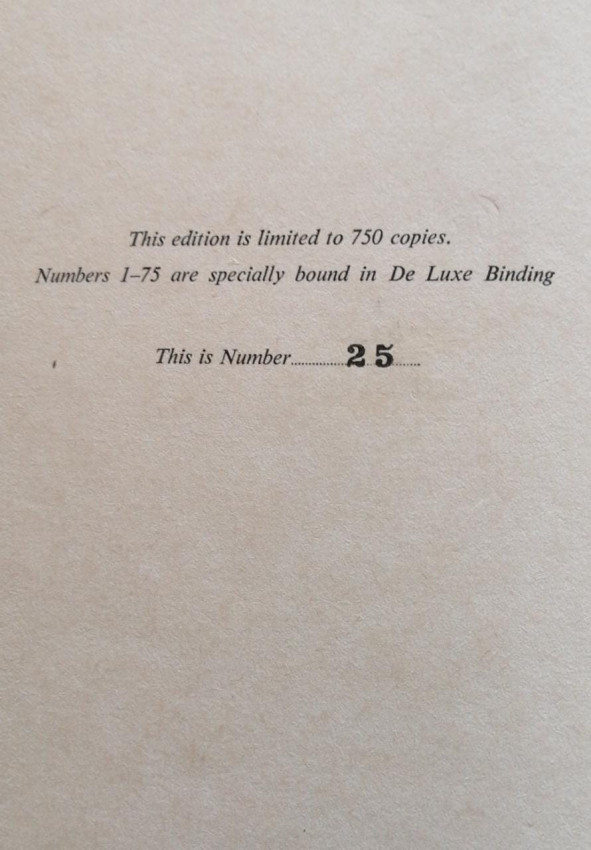 This edition is limited to 750 copies.
Numbers 1–75 are specially bound in De Luxe Binding
This is Number..............25......